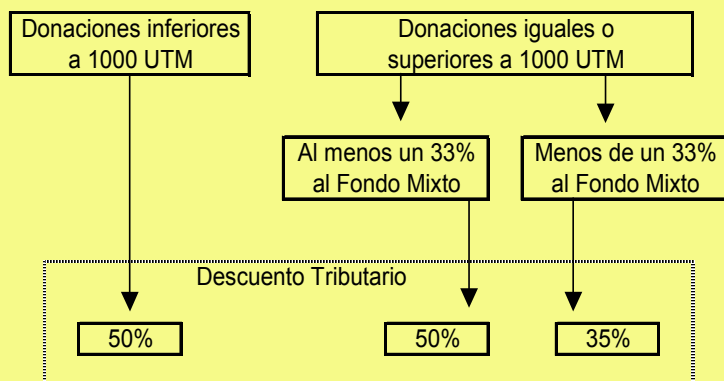 Donaciones inferiores
a 1000 UTM
Donaciones iguales o
superiores a 1000 UTM
Al menos un 33%
al Fondo Mixto
Menos de un 33%
al Fondo Mixto
Descuento Tributario
50%
50%
35%